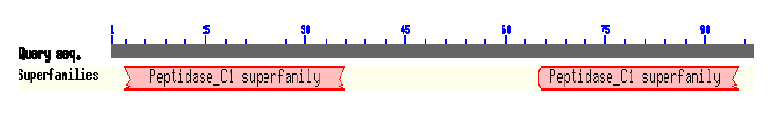 1 15 30 45 60 75 90
Query seq.
Superfamilies Peptidase_C1 superfamily Peptidase_C1 superfamily